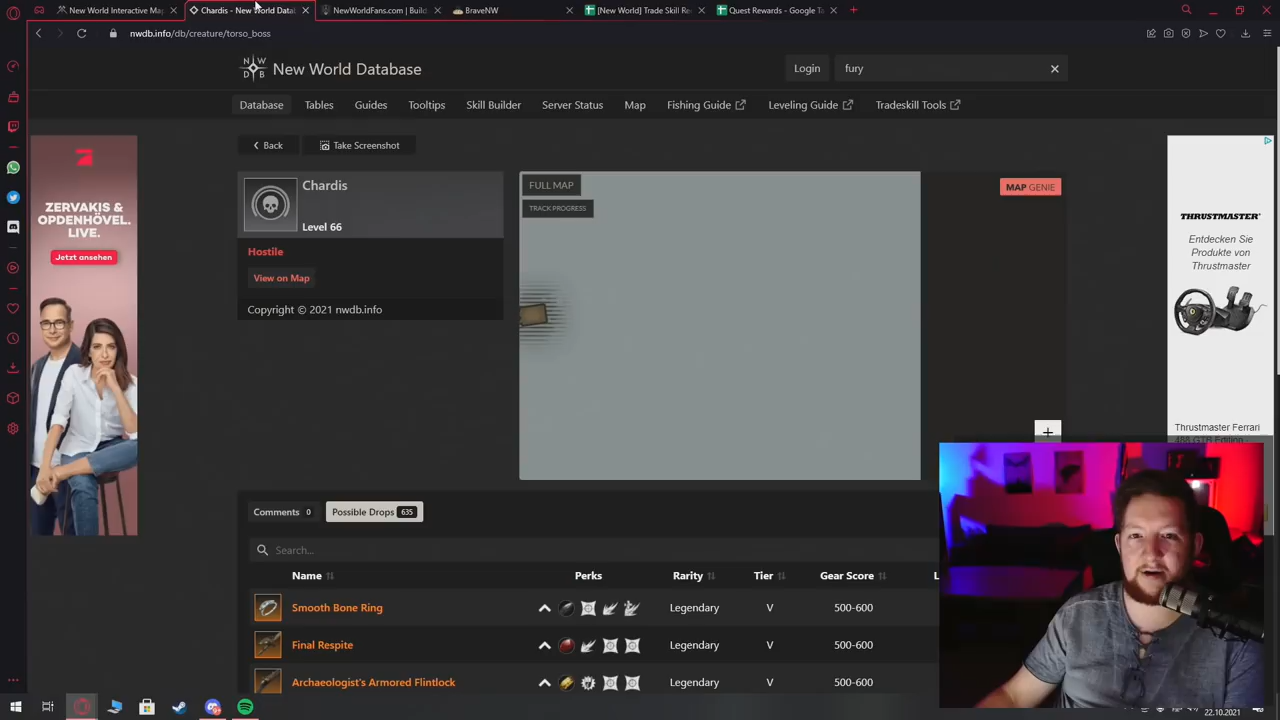 New World Interactive Map
Chardis - New World Datab
NewWorldFans.com | Build
BraveNW
[New World] Trade Skill Re
Quest Rewards - Google Ta
nwdb.info/db/creature/torso_boss
NW
DB
New World Database
Login
fury
Database
Tables
Guides
Tooltips
Skill Builder
Server Status
Map
Fishing Guide
Leveling Guide
Tradeskill Tools
Back
Take Screenshot
Chardis
Level 66
Hostile
View on Map
Copyright © 2021 nwdb.info
FULL MAP
TRACK PROGRESS
MAP GENIE
+
ZERVAKIS &
OPDENHÖVEL.
LIVE.
Jetzt ansehen
THRUSTMASTER
Entdecken Sie
Produkte von
Thrustmaster
Thrustmaster Ferrari
Comments 0
Possible Drops 635
Search...
Name
Perks
Rarity
Tier
Gear Score
Smooth Bone Ring
Legendary
V
500-600
Final Respite
Legendary
V
500-600
Archaeologist's Armored Flintlock
Legendary
V
500-600
22.10.2021